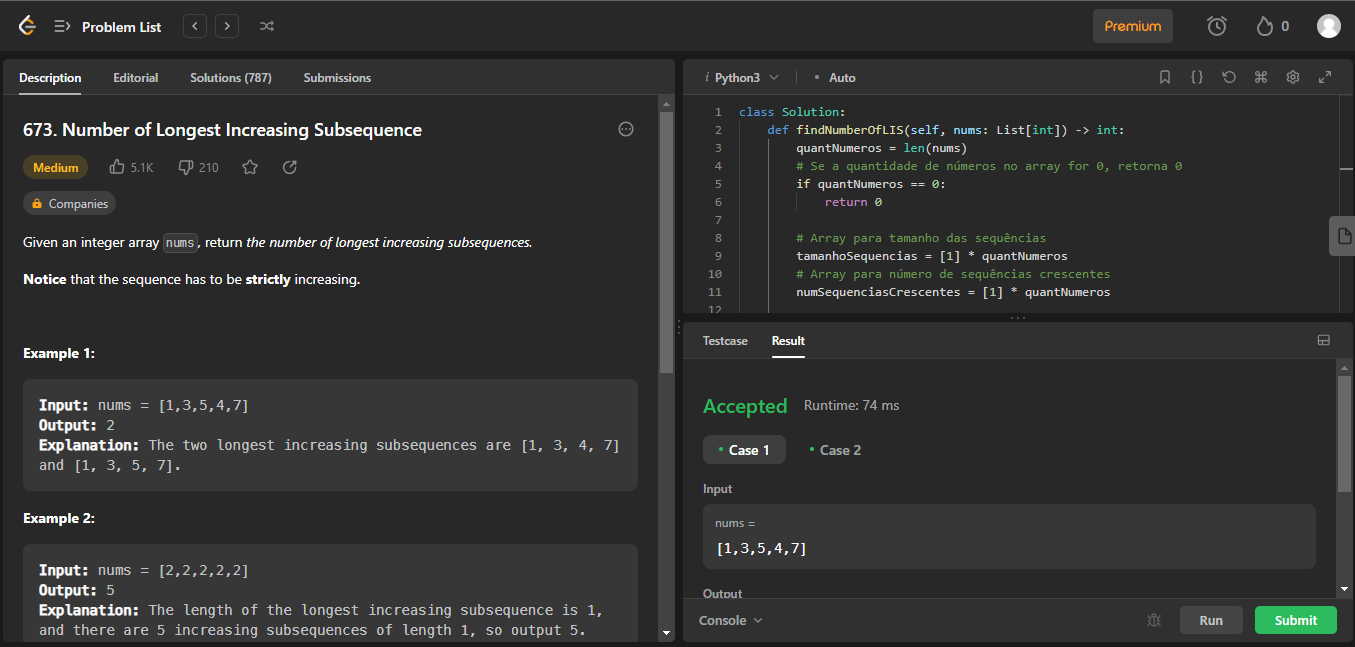 Problem List
Premium
0
Description Editorial Solutions (787) Submissions
673. Number of Longest Increasing Subsequence
Medium 5.1K 210
Companies
Given an integer array nums, return the number of longest increasing subsequences.
Notice that the sequence has to be strictly increasing.
Example 1:
Input: nums = [1,3,5,4,7]
Output: 2
Explanation: The two longest increasing subsequences are [1, 3, 4, 7]
and [1, 3, 5, 7].
Example 2:
Input: nums = [2,2,2,2,2]
Output: 5
Explanation: The length of the longest increasing subsequence is 1,
and there are 5 increasing subsequences of length 1, so output 5.
i Python3 • Auto
1 class Solution:
2 def findNumberOfLIS(self, nums: List[int]) -> int:
3 quantNumeros = len(nums)
4 # Se a quantidade de números no array for 0, retorna 0
5 if quantNumeros == 0:
6 return 0
7
8 # Array para tamanho das sequências
9 tamanhoSequencias = [1] * quantNumeros
10 # Array para número de sequências crescentes
11 numSequenciasCrescentes = [1] * quantNumeros
12
Testcase Result
Accepted Runtime: 74 ms
• Case 1 • Case 2
Input
nums =
[1,3,5,4,7]
Output
Console Run Submit